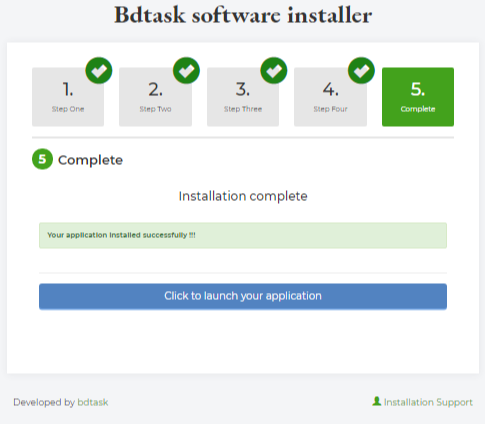 Bdtask software installer
1. 2. 3. 4. 5.
Step One Step Two Step Three Step Four Complete
5 Complete
Installation complete
Your application installed successfully !!!
Click to launch your application
Developed by bdtask Installation Support